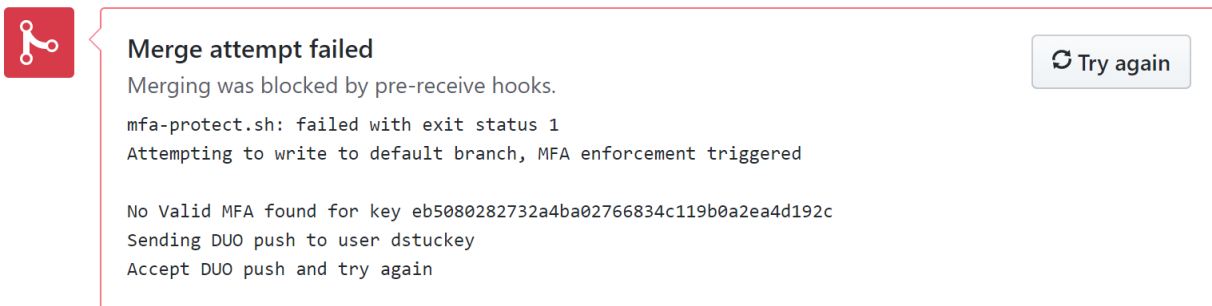 Merge attempt failed
Try again
Merging was blocked by pre-receive hooks.
mfa-protect.sh: failed with exit status 1
Attempting to write to default branch, MFA enforcement triggered
No Valid MFA found for key eb5080282732a4ba02766834c119b0a2ea4d192c
Sending DUO push to user dstuckey
Accept DUO push and try again